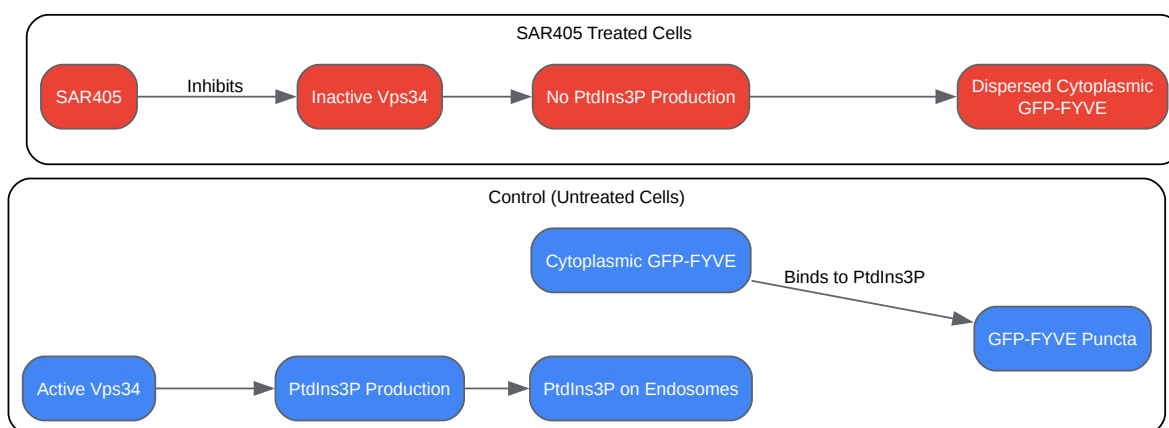 SAR405 Treated Cells
SAR405
Inhibits
Inactive Vps34
No PtdIns3P Production
Dispersed Cytoplasmic
GFP-FYVE
Control (Untreated Cells)
Cytoplasmic GFP-FYVE
Binds to PtdIns3P
GFP-FYVE Puncta
Active Vps34
PtdIns3P Production
PtdIns3P on Endosomes